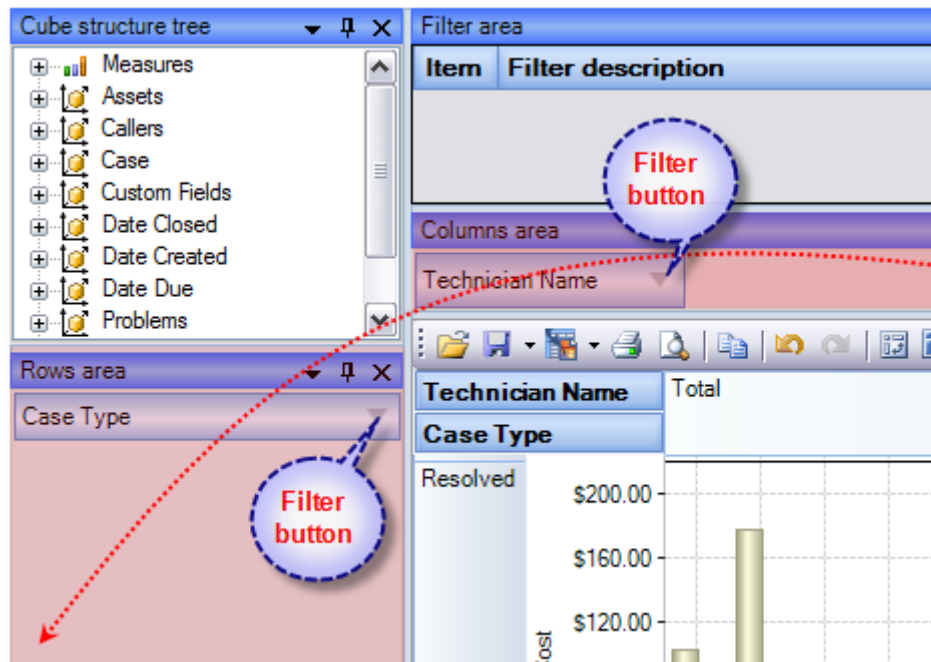 Cube structure tree
Measures
Assets
Callers
Case
Custom Fields
Date Closed
Date Created
Date Due
Problems
Filter area
Item Filter description
Filter
button
Columns area
Technician Name
Rows area
Case Type
Filter
button
Technician Name
Total
Case Type
Resolved
$200.00
$160.00
$120.00